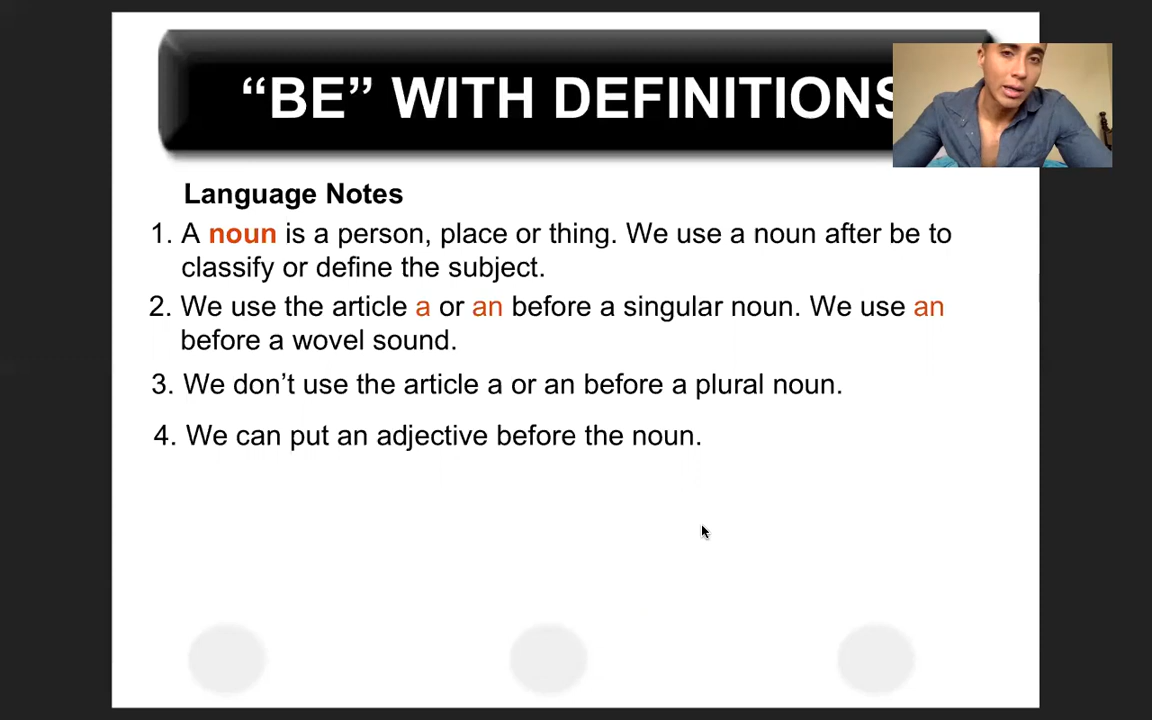 “BE” WITH DEFINITIONS
Language Notes
1. A noun is a person, place or thing. We use a noun after be to
classify or define the subject.
2. We use the article a or an before a singular noun. We use an
before a wovel sound.
3. We don’t use the article a or an before a plural noun.
4. We can put an adjective before the noun.